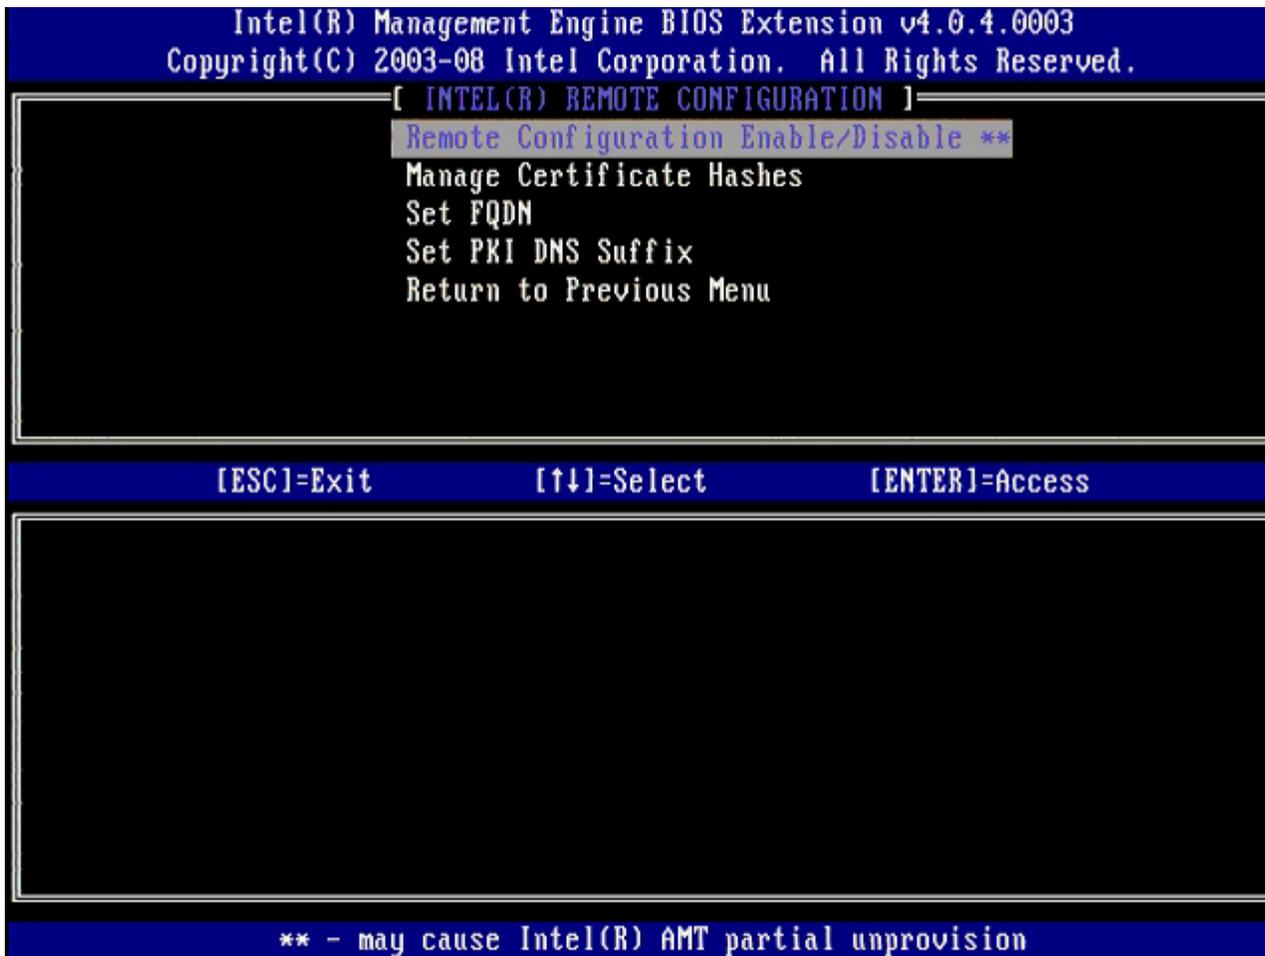 Intel(R) Management Engine BIOS Extension v4.0.4.0003
Copyright(C) 2003-08 Intel Corporation. All Rights Reserved.
[ INTEL(R) REMOTE CONFIGURATION ]
Remote Configuration Enable/Disable **
Manage Certificate Hashes
Set FQDN
Set PKI DNS Suffix
Return to Previous Menu
[ESC]=Exit [↑↓]=Select [ENTER]=Access
** - may cause Intel(R) AMT partial unprovision